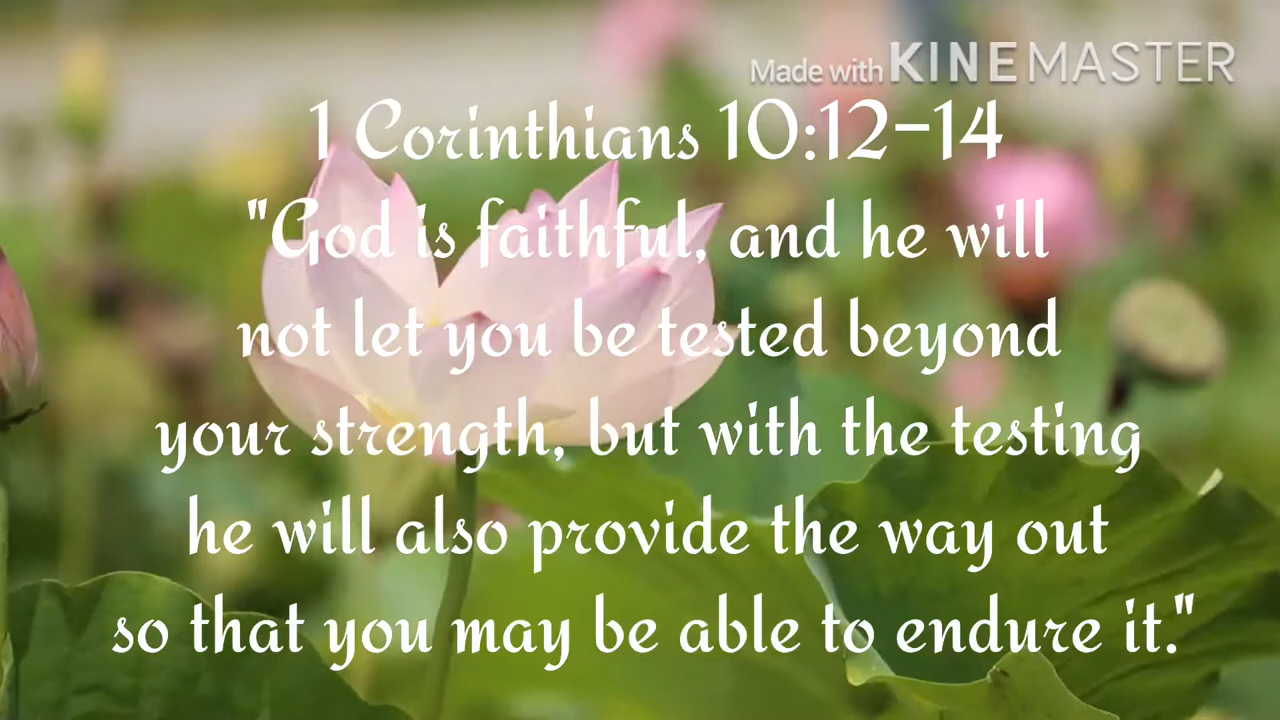 Made with KINEMASTER
1 Corinthians 10:12-14
"God is faithful, and he will
not let you be tested beyond
your strength, but with the testing
he will also provide the way out
so that you may be able to endure it."